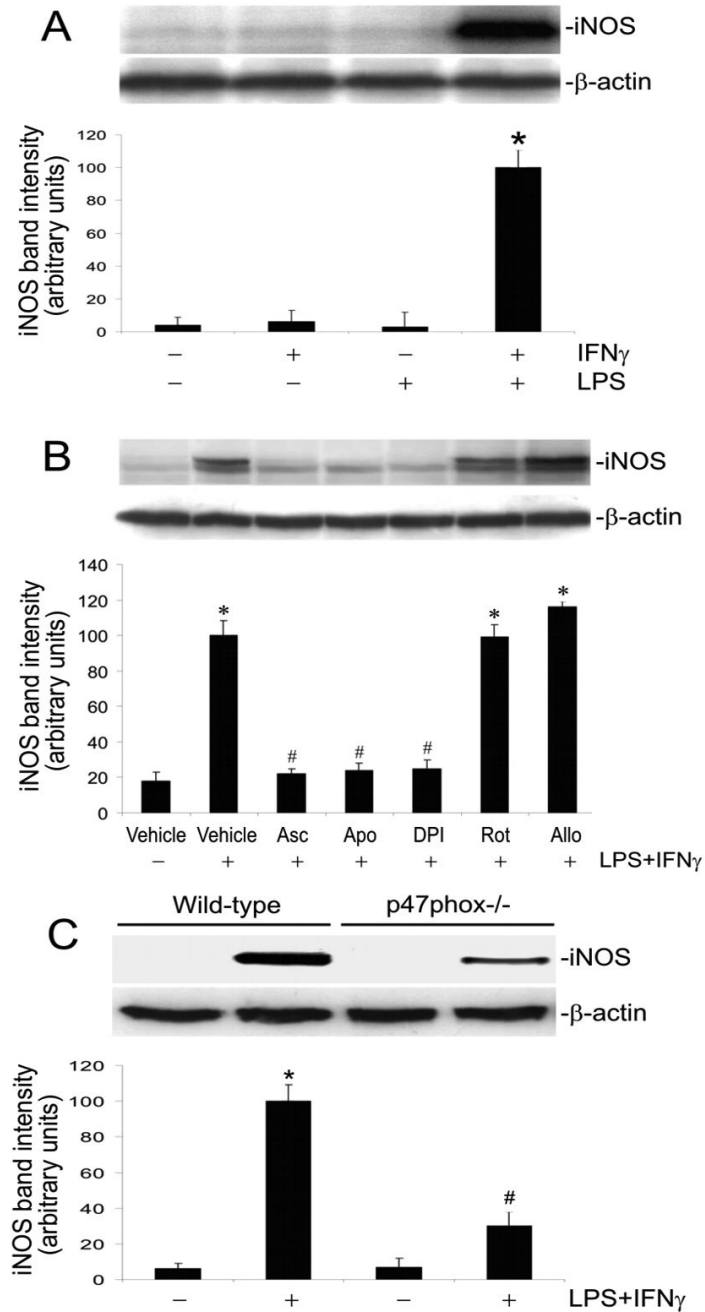 A
-iNOS
-β-actin
iNOS band intensity
(arbitrary units)
120
100
80
60
40
20
0
− + − + IFNγ
− − + + LPS
*
B
-iNOS
-β-actin
iNOS band intensity
(arbitrary units)
140
120
100
80
60
40
20
0
* # # # * *
Vehicle Vehicle Asc Apo DPI Rot Allo
− + + + + + + LPS+IFNγ
Wild-type p47phox-/-
C
-iNOS
-β-actin
iNOS band intensity
(arbitrary units)
120
100
80
60
40
20
0
* #
− + − + LPS+IFNγ